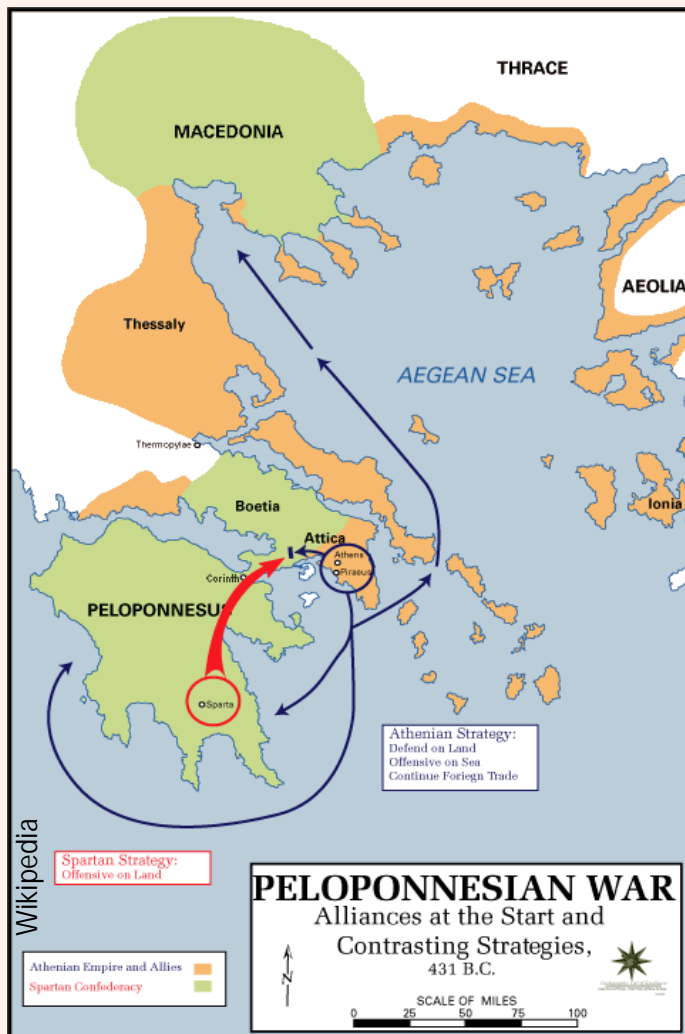 THRACE
MACEDONIA
AEOLIA
Thessaly
AEGEAN SEA
Thermopylae
Ionia
Boetia
Attica
Athens
Piraeus
Corinth
PELOPONNESUS
Sparta
Athenian Strategy:
Defend on Land
Offensive on Sea
Continue Foriegn Trade
Wikipedia
Spartan Strategy:
Offensive on Land
PELOPONNESIAN WAR
Alliances at the Start and
Contrasting Strategies,
431 B.C.
Athenian Empire and Allies
Spartan Confederacy
N
SCALE OF MILES
0 50 100